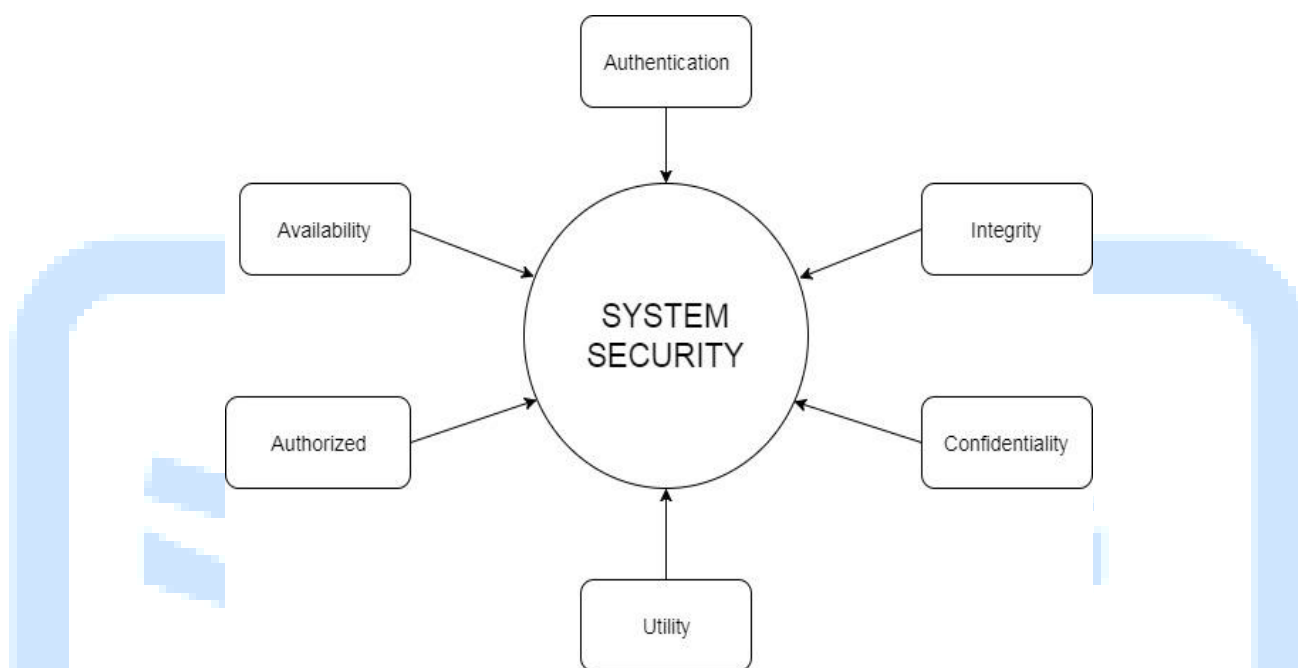 Authentication
Availability
Integrity
SYSTEM
SECURITY
Authorized
Confidentiality
Utility